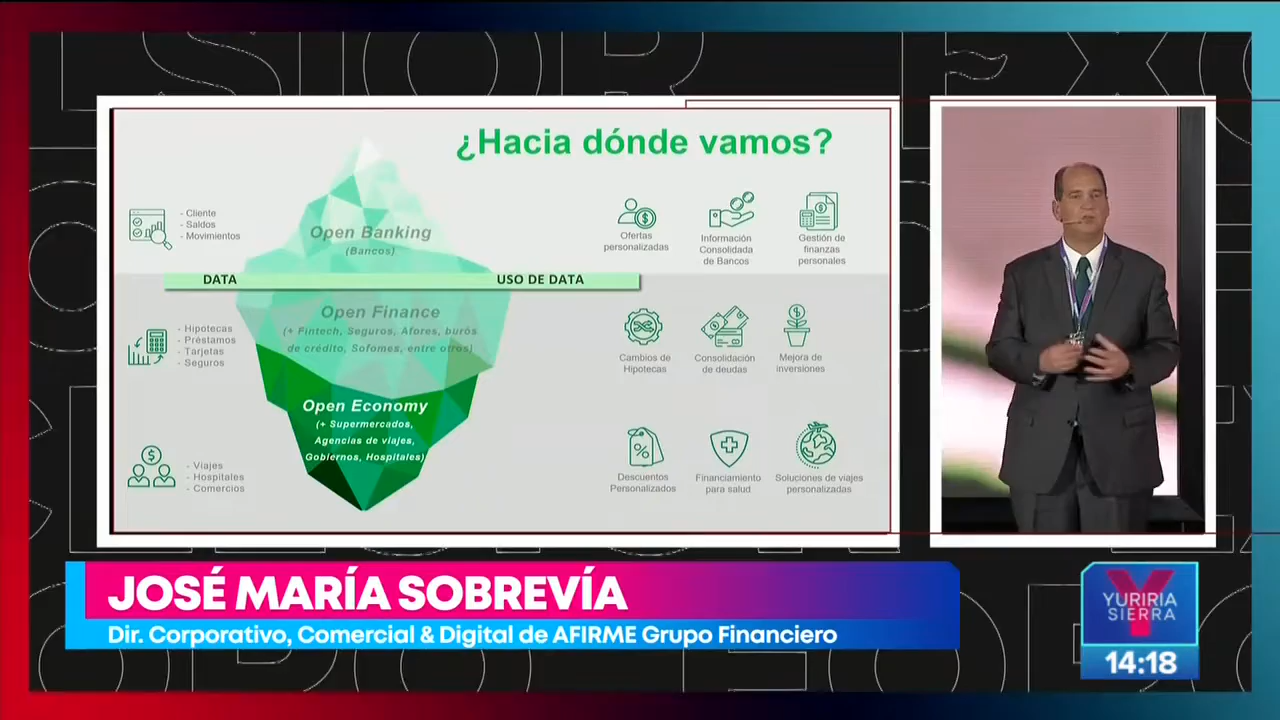 ¿Hacia dónde vamos?
- Cliente
- Saldos
- Movimientos
Open Banking
(Bancos)
Ofertas
personalizadas
Información
Consolidada
de Bancos
Gestión de
finanzas
personales
DATA
USO DE DATA
- Hipotecas
- Préstamos
- Tarjetas
- Seguros
Open Finance
(+ Fintech, Seguros, Afores, burós
de crédito, Sofomes, entre otros)
Cambios de
Hipotecas
Consolidación
de deudas
Mejora de
inversiones
Open Economy
(+ Supermercados,
Agencias de viajes,
Gobiernos, Hospitales)
- Viajes
- Hospitales
- Comercios
Descuentos
Personalizados
Financiamiento
para salud
Soluciones de viajes
personalizadas
JOSÉ MARÍA SOBREVÍA
Dir. Corporativo, Comercial & Digital de AFIRME Grupo Financiero
YURIRIA
SIERRA
14:18